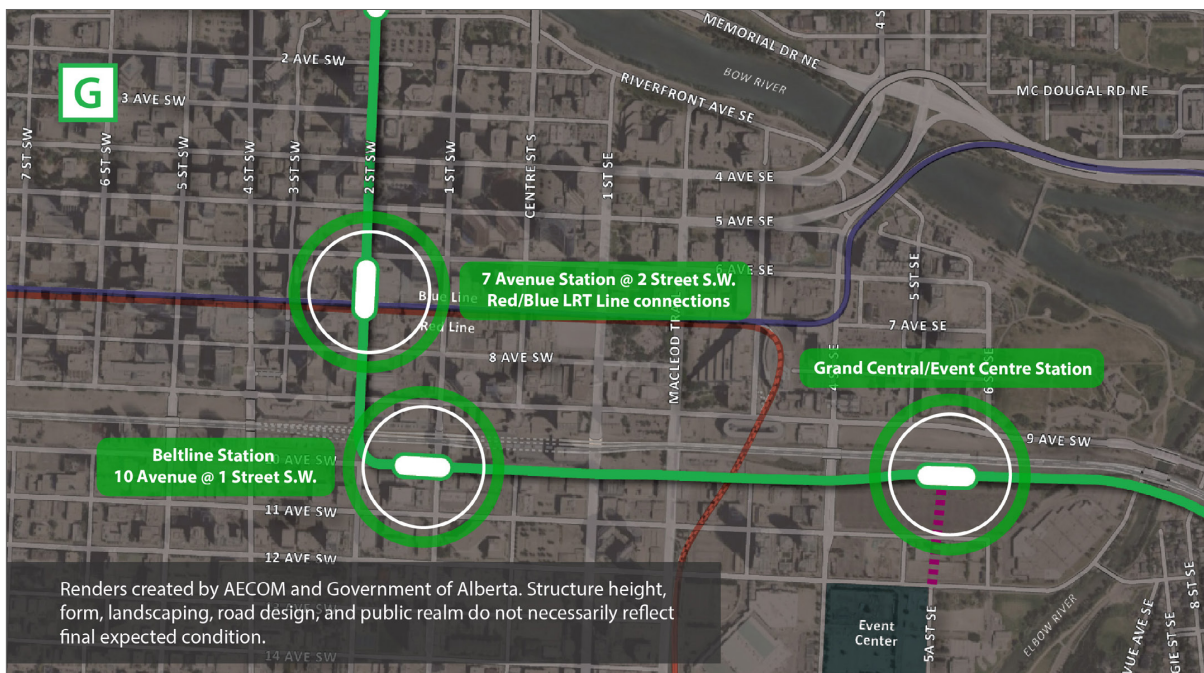 G
2 AVE SW
3 AVE SW
7 ST SW
6 ST SW
5 ST SW
4 ST SW
3 ST SW
2 ST SW
1 ST SW
CENTRE ST S
1 ST SE
MEMORIAL DR NE
BOW RIVER
RIVERFRONT AVE SE
MC DOUGAL RD NE
4 AVE SE
5 AVE SE
6 AVE SE
5 ST SE
7 Avenue Station @ 2 Street S.W.
Red/Blue LRT Line connections
Blue Line
Red Line
7 AVE SE
8 AVE SW
Grand Central/Event Centre Station
9 AVE SW
Beltline Station
10 Avenue @ 1 Street S.W.
11 AVE SW
12 AVE SW
14 AVE SW
Renders created by AECOM and Government of Alberta. Structure height,
form, landscaping, road design, and public realm do not necessarily reflect
final expected condition.
Event
Center
5A ST SE
ELBOW RIVER
8 ST SE